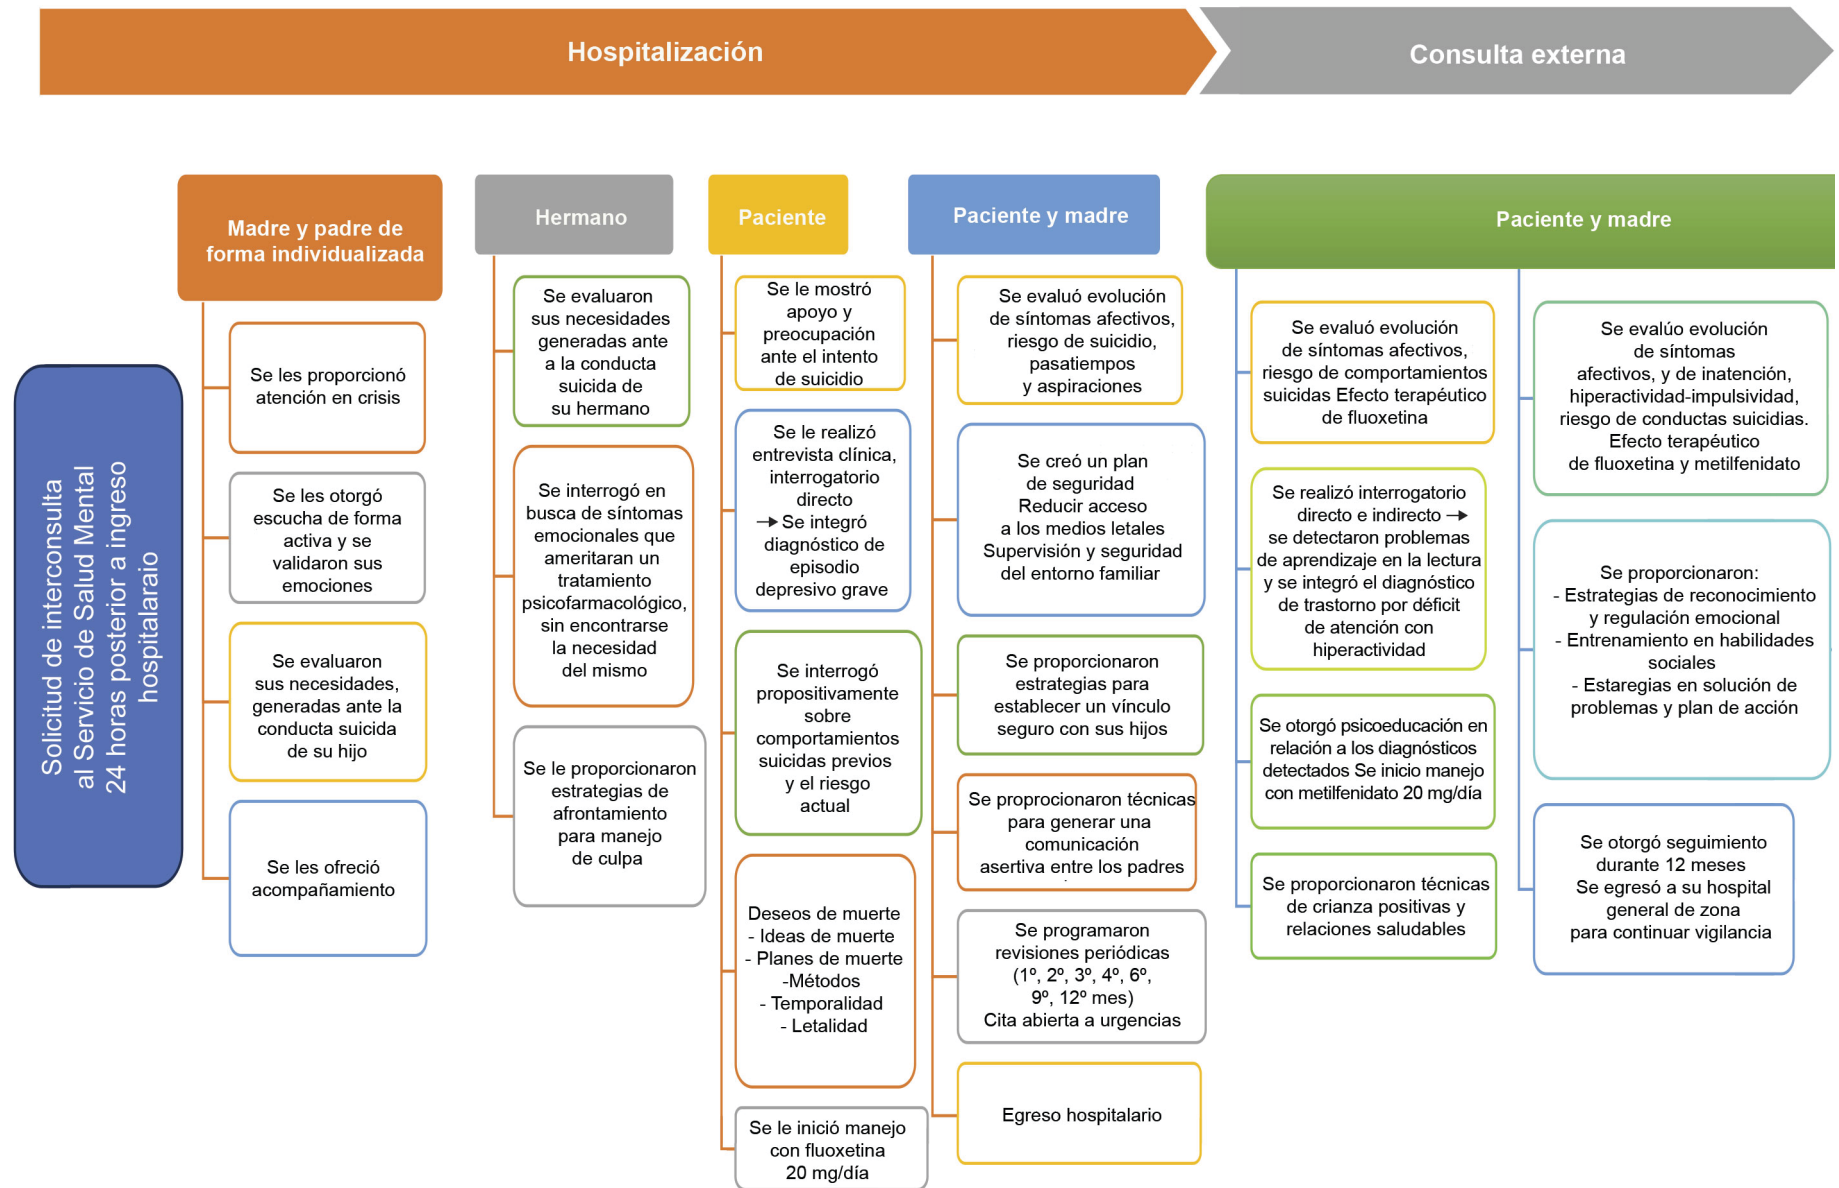 Hospitalización
Consulta externa
Solicitud de interconsulta
al Servicio de Salud Mental
24 horas posterior a ingreso
hospitalaraio
Madre y padre de
forma individualizada
Se les proporcionó
atención en crisis
Se les otorgó
escucha de forma
activa y se
validaron sus
emociones
Se evaluaron
sus necesidades,
generadas ante la
conducta suicida
de su hijo
Se les ofreció
acompañamiento
Hermano
Se evaluaron
sus necesidades
generadas ante
a la conducta
suicida de
su hermano
Se interrogó en
busca de síntomas
emocionales que
ameritaran un
tratamiento
psicofarmacológico,
sin encontrarse
la necesidad
del mismo
Se le proporcionaron
estrategias de
afrontamiento
para manejo
de culpa
Paciente
Se le mostró
apoyo y
preocupación
ante el intento
de suicidio
Se le realizó
entrevista clínica,
interrogatorio
directo
→ Se integró
diagnóstico de
episodio
depresivo grave
Se interrogó
propositivamente
sobre
comportamientos
suicidas previos
y el riesgo
actual
Deseos de muerte
- Ideas de muerte
- Planes de muerte
-Métodos
- Temporalidad
- Letalidad
Se le inició manejo
con fluoxetina
20 mg/día
Paciente y madre
Se evaluó evolución
de síntomas afectivos,
riesgo de suicidio,
pasatiempos
y aspiraciones
Se creó un plan
de seguridad
Reducir acceso
a los medios letales
Supervisión y seguridad
del entorno familiar
Se proporcionaron
estrategias para
establecer un vínculo
seguro con sus hijos
Se proprocionaron técnicas
para generar una
comunicación
asertiva entre los padres
Se programaron
revisiones periódicas
(1º, 2º, 3º, 4º, 6º,
9º, 12º mes)
Cita abierta a urgencias
Egreso hospitalario
Paciente y madre
Se evaluó evolución
de síntomas afectivos,
riesgo de comportamientos
suicidas Efecto terapéutico
de fluoxetina
Se realizó interrogatorio
directo e indirecto →
se detectaron problemas
de aprendizaje en la lectura
y se integró el diagnóstico
de trastorno por déficit
de atención con
hiperactividad
Se otorgó psicoeducación en
relación a los diagnósticos
detectados Se inicio manejo
con metilfenidato 20 mg/día
Se proporcionaron técnicas
de crianza positivas y
relaciones saludables
Se evalúo evolución
de síntomas
afectivos, y de inatención,
hiperactividad-impulsividad,
riesgo de conductas suicidias.
Efecto terapéutico
de fluoxetina y metilfenidato
Se proporcionaron:
- Estrategias de reconocimiento
y regulación emocional
- Entrenamiento en habilidades
sociales
- Estaregias en solución de
problemas y plan de acción
Se otorgó seguimiento
durante 12 meses
Se egresó a su hospital
general de zona
para continuar vigilancia